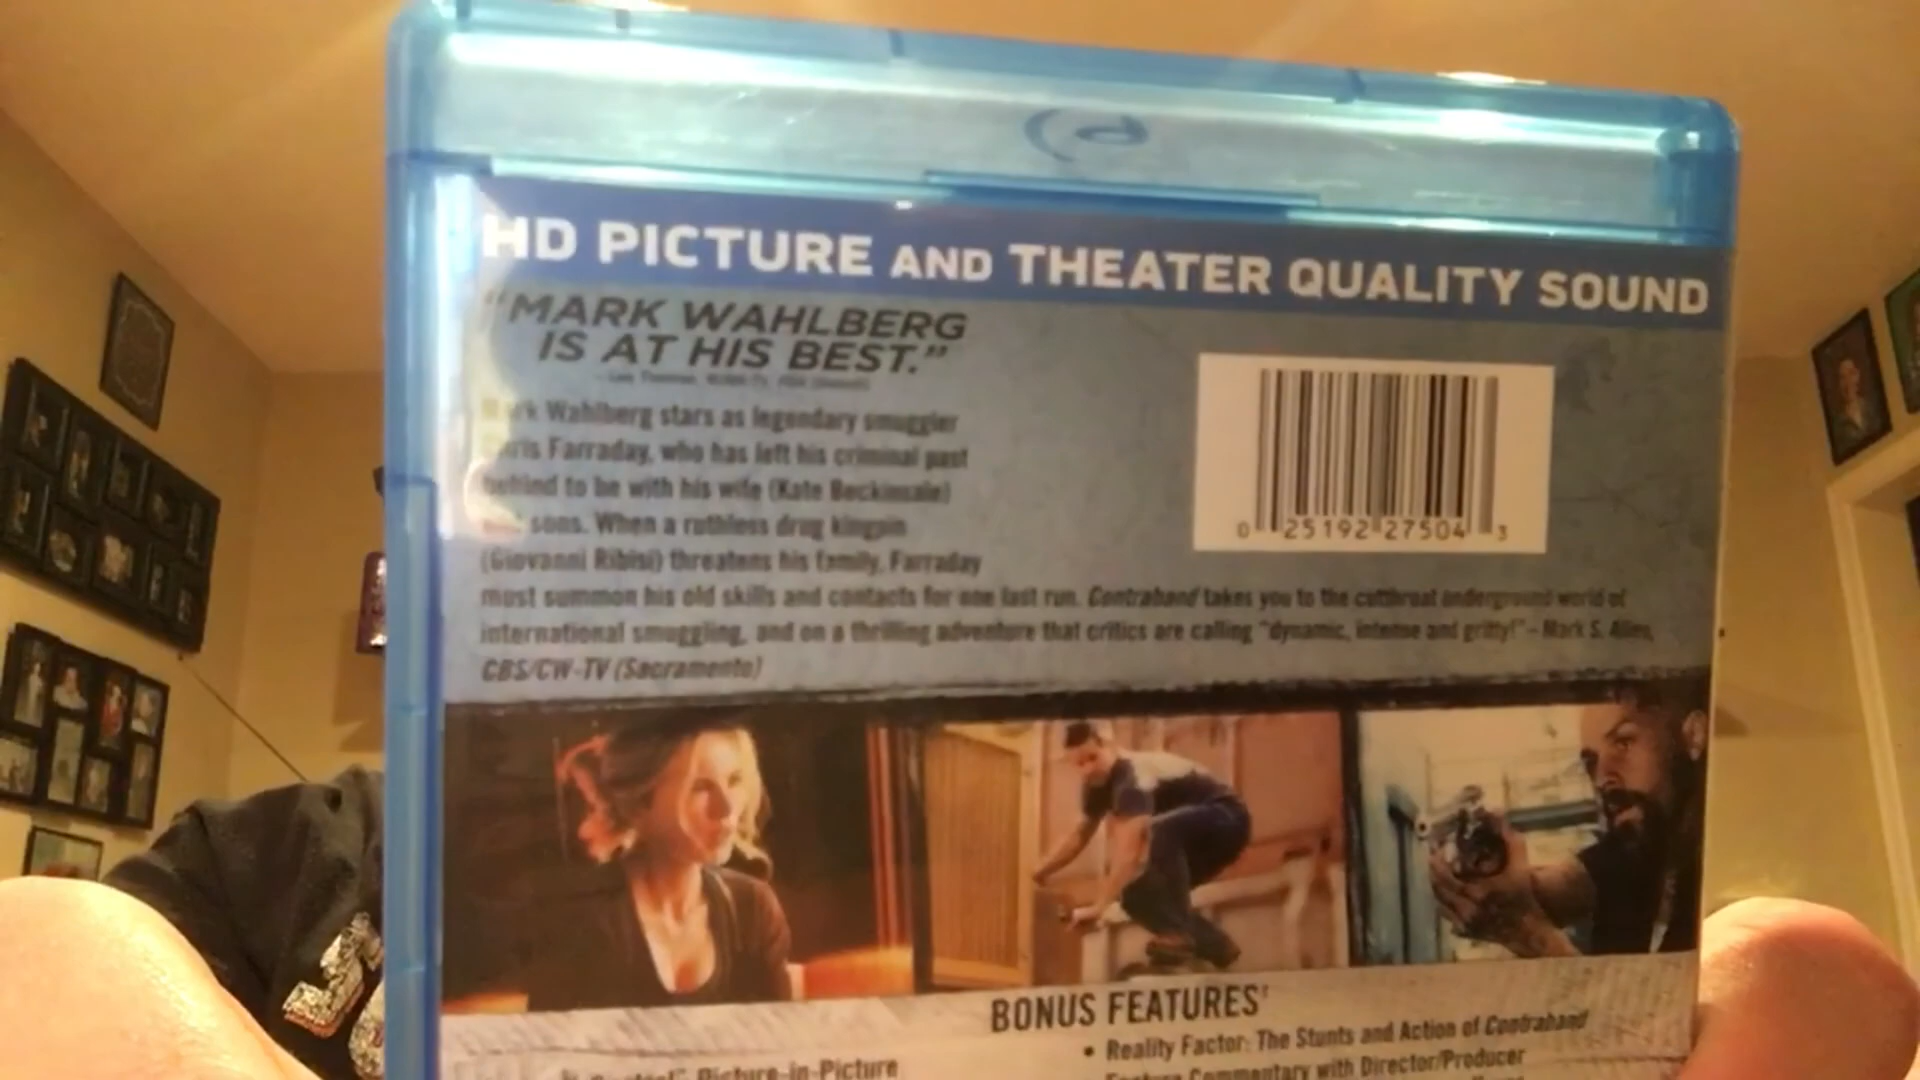 HD PICTURE AND THEATER QUALITY SOUND
"MARK WAHLBERG
IS AT HIS BEST."
Wahlberg stars as legendary smuggler
Farraday, who has left his criminal past
behind to be with his wife (Kate Beckinsale)
sons. When a ruthless drug kingpin
(Giovanni Ribisi) threatens his family, Farraday
must summon his old skills and contacts for one last run. Contraband takes you to the cutthroat underground world of
international smuggling, and on a thrilling adventure that critics are calling "dynamic, intense and gritty!" – Mark S. Allen,
CBS/CW-TV (Sacramento)
0 25192 27504 3
BONUS FEATURES
• Reality Factor: The Stunts and Action of Contraband
Picture-in-Picture
Feature Commentary with Director/Producer